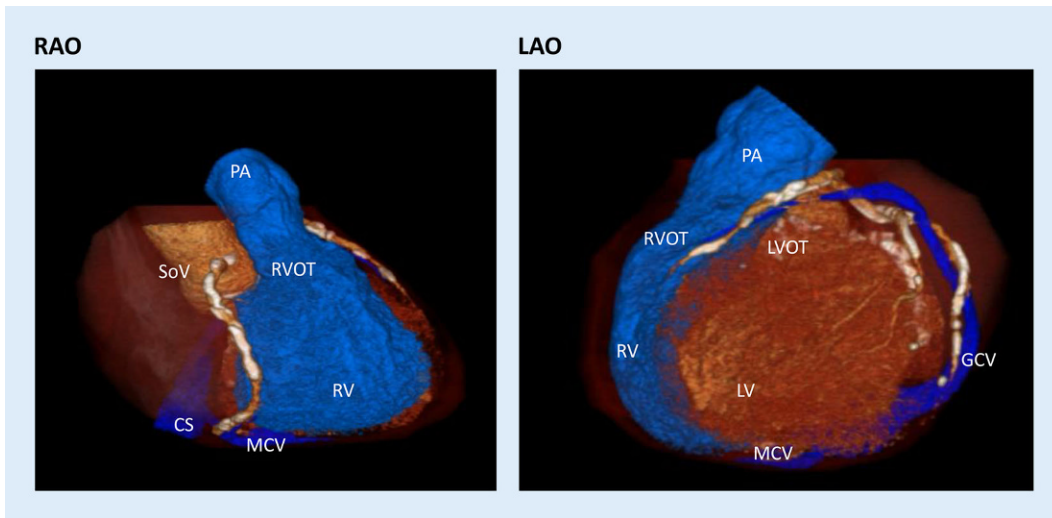 RAO
LAO
PA
SoV
RVOT
RV
CS
MCV
PA
RVOT
LVOT
RV
LV
GCV
MCV